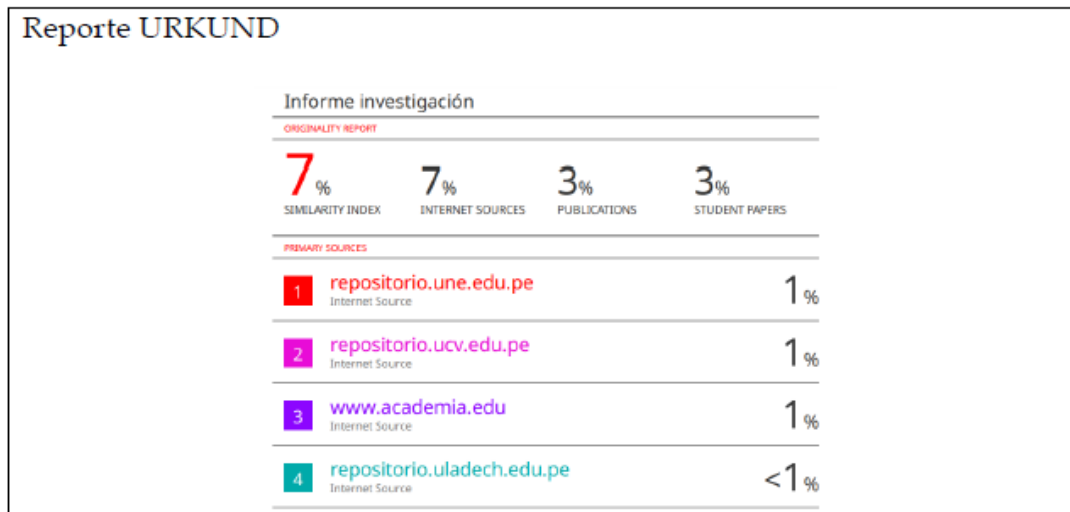 Reporte URKUND
Informe investigación
ORIGINALITY REPORT
7% 7% 3% 3%
SIMILARITY INDEX INTERNET SOURCES PUBLICATIONS STUDENT PAPERS
PRIMARY SOURCES
1 repositorio.une.edu.pe 1%
Internet Source
2 repositorio.ucv.edu.pe 1%
Internet Source
3 www.academia.edu 1%
Internet Source
4 repositorio.uladech.edu.pe <1%
Internet Source